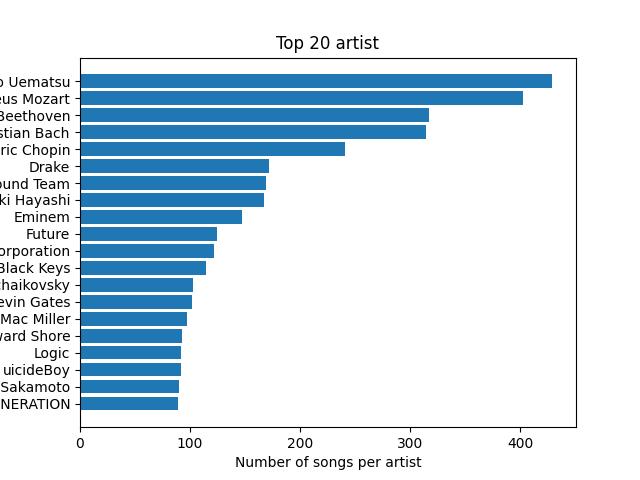 Top 20 artist
o Uematsu
eus Mozart
Beethoven
stian Bach
ric Chopin
Drake
ound Team
ki Hayashi
Eminem
Future
orporation
Black Keys
chaikovsky
evin Gates
Mac Miller
ward Shore
Logic
uicideBoy
Sakamoto
NERATION
0 100 200 300 400
Number of songs per artist